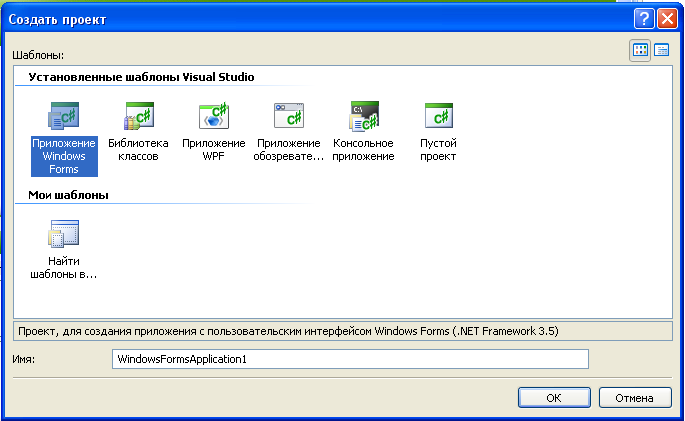 Создать проект
Шаблоны:
Установленные шаблоны Visual Studio
Приложение Windows Forms
Библиотека классов
Приложение WPF
Приложение обозревате...
Консольное приложение
Пустой проект
Мои шаблоны
Найти шаблоны в...
Проект, для создания приложения с пользовательским интерфейсом Windows Forms (.NET Framework 3.5)
Имя: WindowsFormsApplication1
OK Отмена